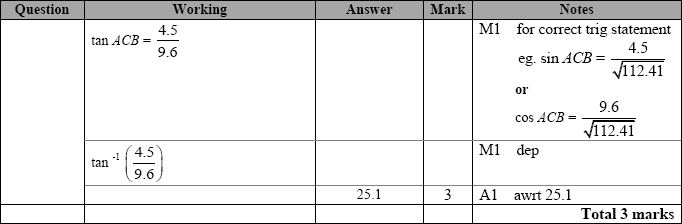 Question Working Answer Mark Notes
tan ACB = 4.5/9.6 M1 for correct trig statement
eg. sin ACB = 4.5/√112.41
or
cos ACB = 9.6/√112.41
tan⁻¹ (4.5/9.6) M1 dep
25.1 3 A1 awrt 25.1
Total 3 marks